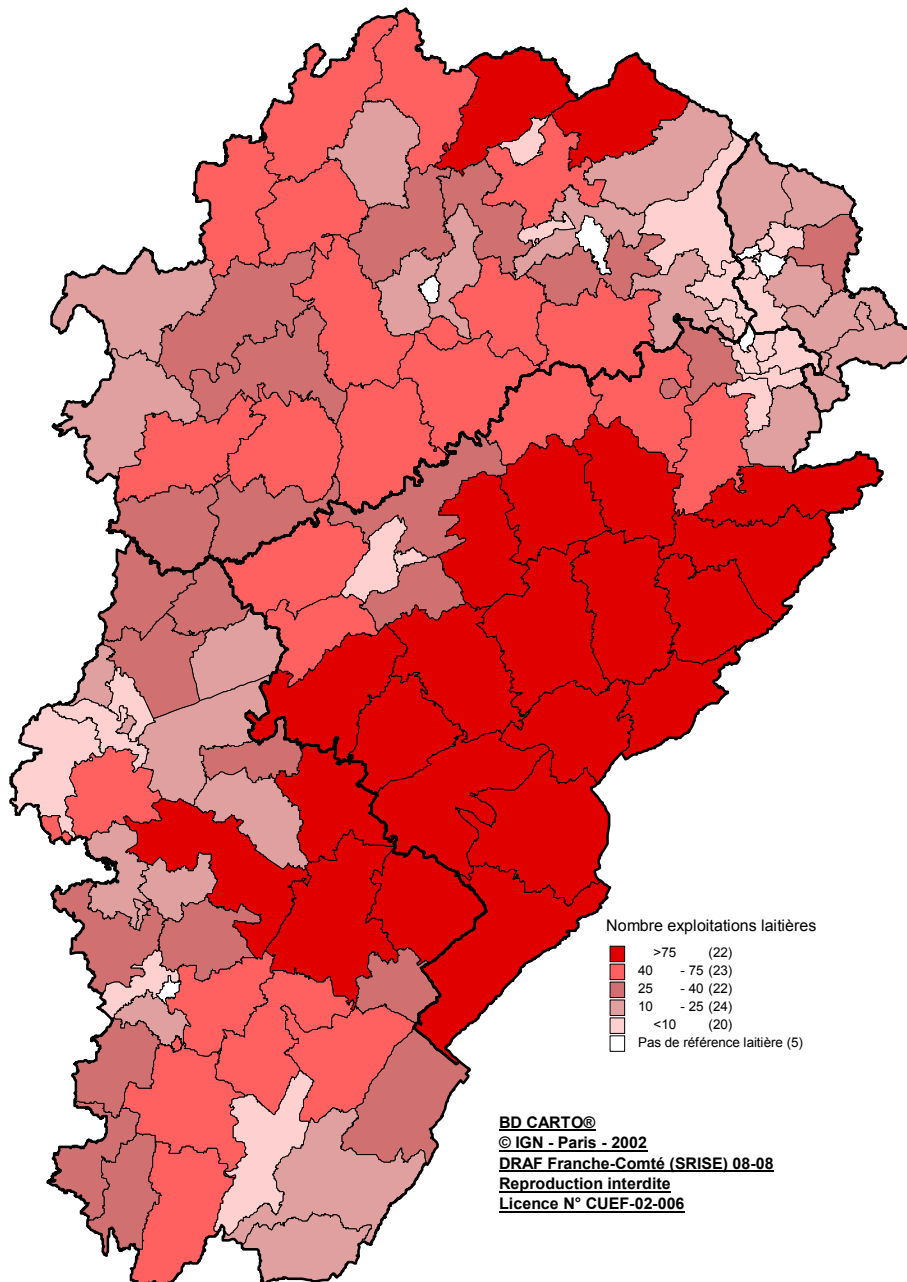 Nombre exploitations laitières
>75 (22)
40 - 75 (23)
25 - 40 (22)
10 - 25 (24)
<10 (20)
Pas de référence laitière (5)
BD CARTO®
© IGN - Paris - 2002
DRAF Franche-Comté (SRISE) 08-08
Reproduction interdite
Licence N° CUEF-02-006